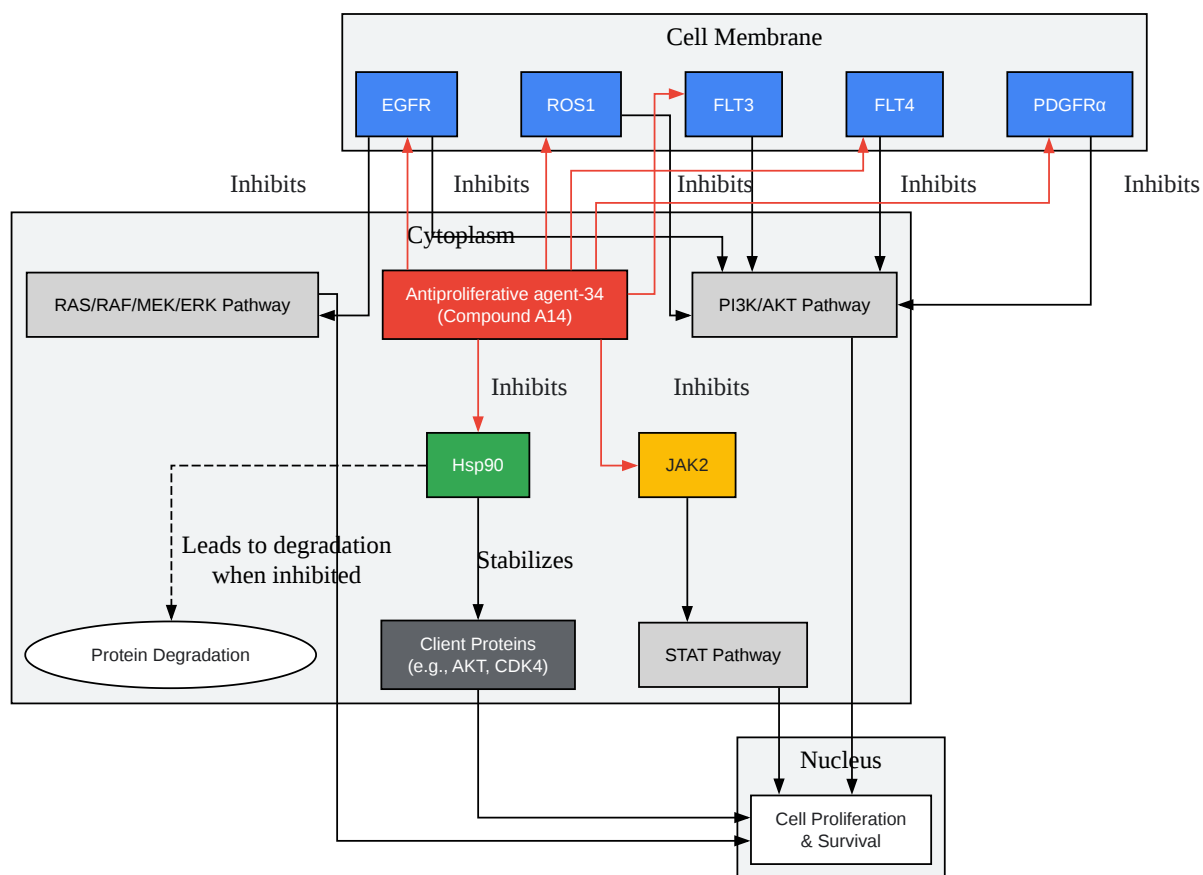 Cell Membrane
EGFR
ROS1
FLT3
FLT4
PDGFRα
Inhibits
Inhibits
Inhibits
Inhibits
Inhibits
Cytoplasm
RAS/RAF/MEK/ERK Pathway
Antiproliferative agent-34
(Compound A14)
PI3K/AKT Pathway
Inhibits
Inhibits
Hsp90
JAK2
Leads to degradation
when inhibited
Stabilizes
Protein Degradation
Client Proteins
(e.g., AKT, CDK4)
STAT Pathway
Nucleus
Cell Proliferation
& Survival